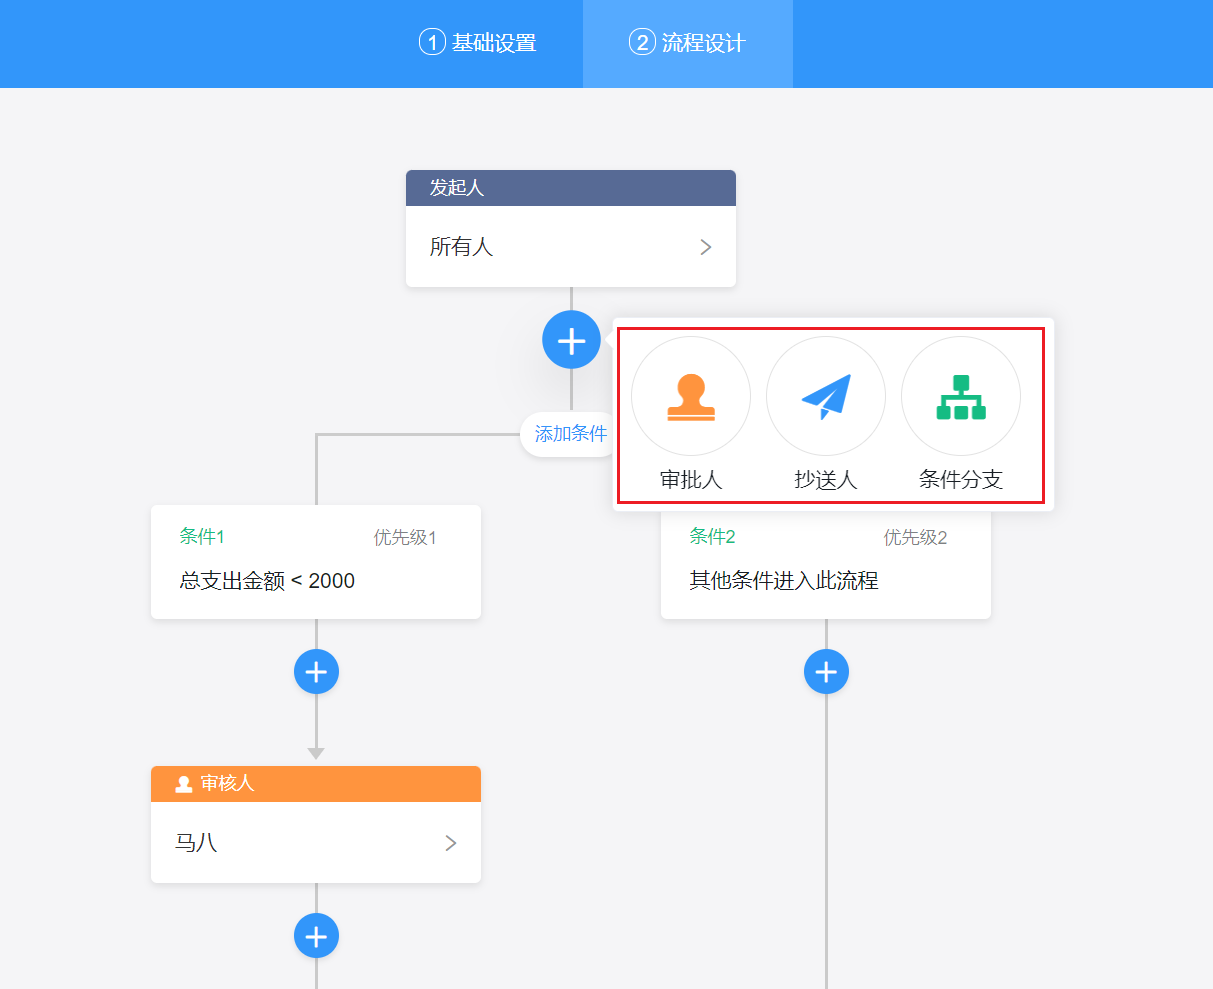 ① 基础设置
② 流程设计
发起人
所有人
添加条件
审批人
抄送人
条件分支
条件1
优先级1
总支出金额 < 2000
条件2
优先级2
其他条件进入此流程
审核人
马八